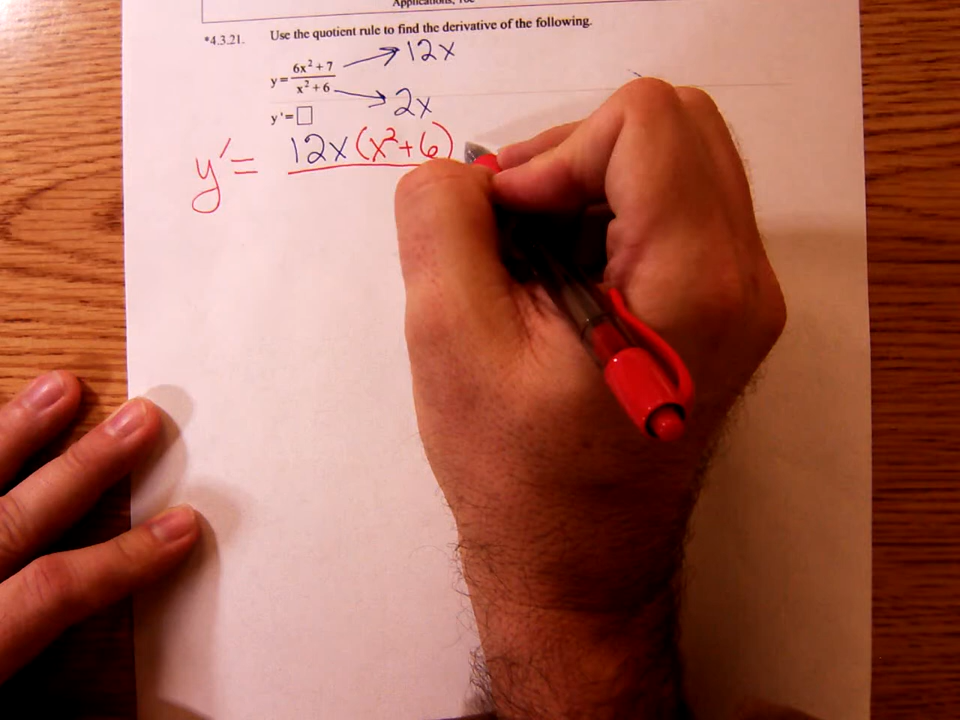 Applications, 10e
*4.3.21. Use the quotient rule to find the derivative of the following.
y = (6x² + 7)/(x² + 6) → 12x
→ 2x
y' = □
y' = 12x(x² + 6)